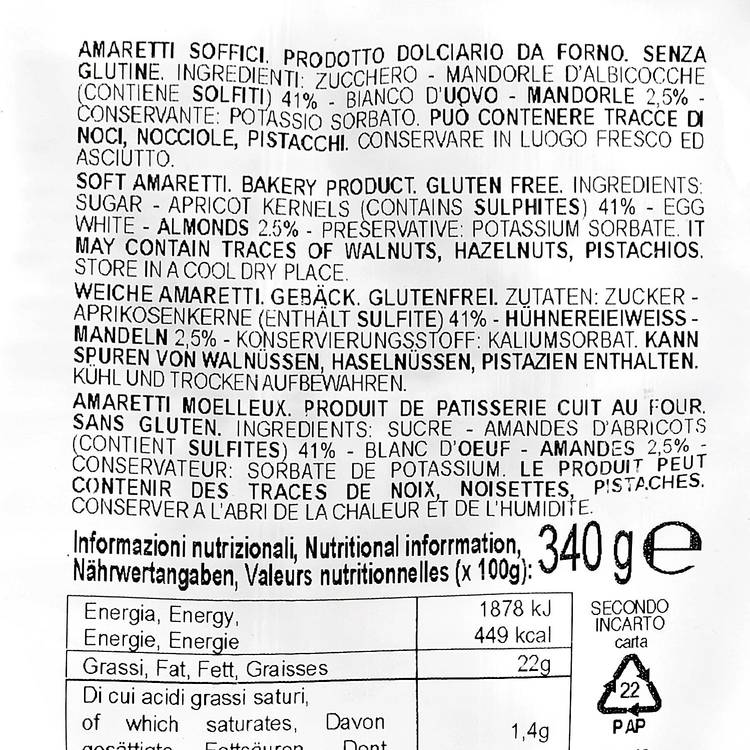 AMARETTI SOFFICI. PRODOTTO DOLCIARIO DA FORNO. SENZA
GLUTINE. INGREDIENTI: ZUCCHERO - MANDORLE D'ALBICOCCHE
(CONTIENE SOLFITI) 41% - BIANCO D'UOVO - MANDORLE 2,5% -
CONSERVANTE: POTASSIO SORBATO. PUÒ CONTENERE TRACCE DI
NOCI, NOCCIOLE, PISTACCHI. CONSERVARE IN LUOGO FRESCO ED
ASCIUTTO.
SOFT AMARETTI. BAKERY PRODUCT. GLUTEN FREE. INGREDIENTS:
SUGAR - APRICOT KERNELS (CONTAINS SULPHITES) 41% - EGG
WHITE - ALMONDS 2.5% - PRESERVATIVE: POTASSIUM SORBATE. IT
MAY CONTAIN TRACES OF WALNUTS, HAZELNUTS, PISTACHIOS.
STORE IN A COOL DRY PLACE.
WEICHE AMARETTI. GEBÄCK. GLUTENFREI. ZUTATEN: ZUCKER -
APRIKOSENKERNE (ENTHÄLT SULFITE) 41% - HÜHNEREIEIWEISS -
MANDELN 2,5% - KONSERVIERUNGSSTOFF: KALIUMSORBAT. KANN
SPUREN VON WALNÜSSEN, HASELNÜSSEN, PISTAZIEN ENTHALTEN.
KÜHL UND TROCKEN AUFBEWAHREN.
AMARETTI MOELLEUX. PRODUIT DE PATISSERIE CUIT AU FOUR.
SANS GLUTEN. INGREDIENTS: SUCRE - AMANDES D'ABRICOTS
(CONTIENT SULFITES) 41% - BLANC D'OEUF - AMANDES 2,5% -
CONSERVATEUR: SORBATE DE POTASSIUM. LE PRODUIT PEUT
CONTENIR DES TRACES DE NOIX, NOISETTES, PISTACHES.
CONSERVER A L'ABRI DE LA CHALEUR ET DE L'HUMIDITE.
Informazioni nutrizionali, Nutritional inforrmation,
Nährwertangaben, Valeurs nutritionnelles (x 100g):
340 g e
Energia, Energy, 1878 kJ
Energie, Energie 449 kcal
Grassi, Fat, Fett, Graisses 22g
Di cui acidi grassi saturi,
of which saturates, Davon 1,4g
gesättigte Fettsäuren, Dont
SECONDO
INCARTO
carta
22
PAP